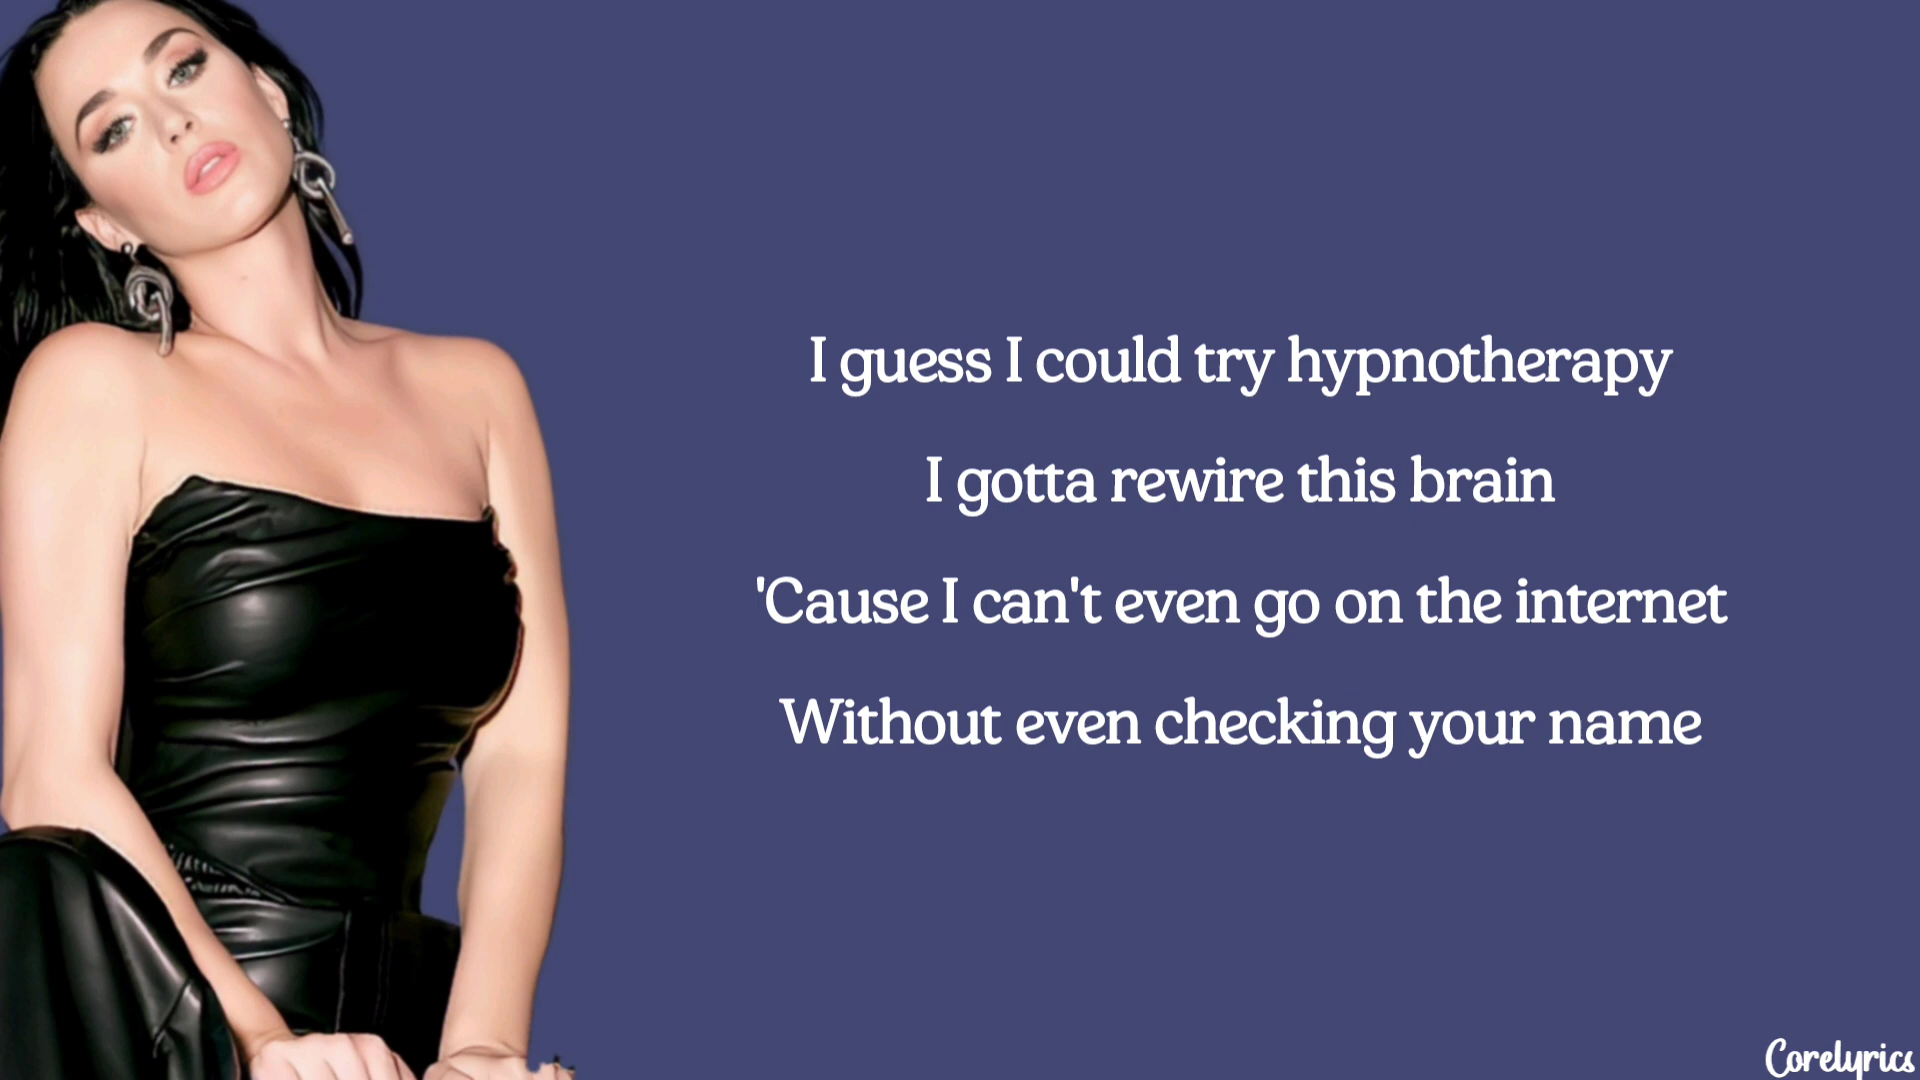 I guess I could try hypnotherapy
I gotta rewire this brain
'Cause I can't even go on the internet
Without even checking your name
Corelyrics